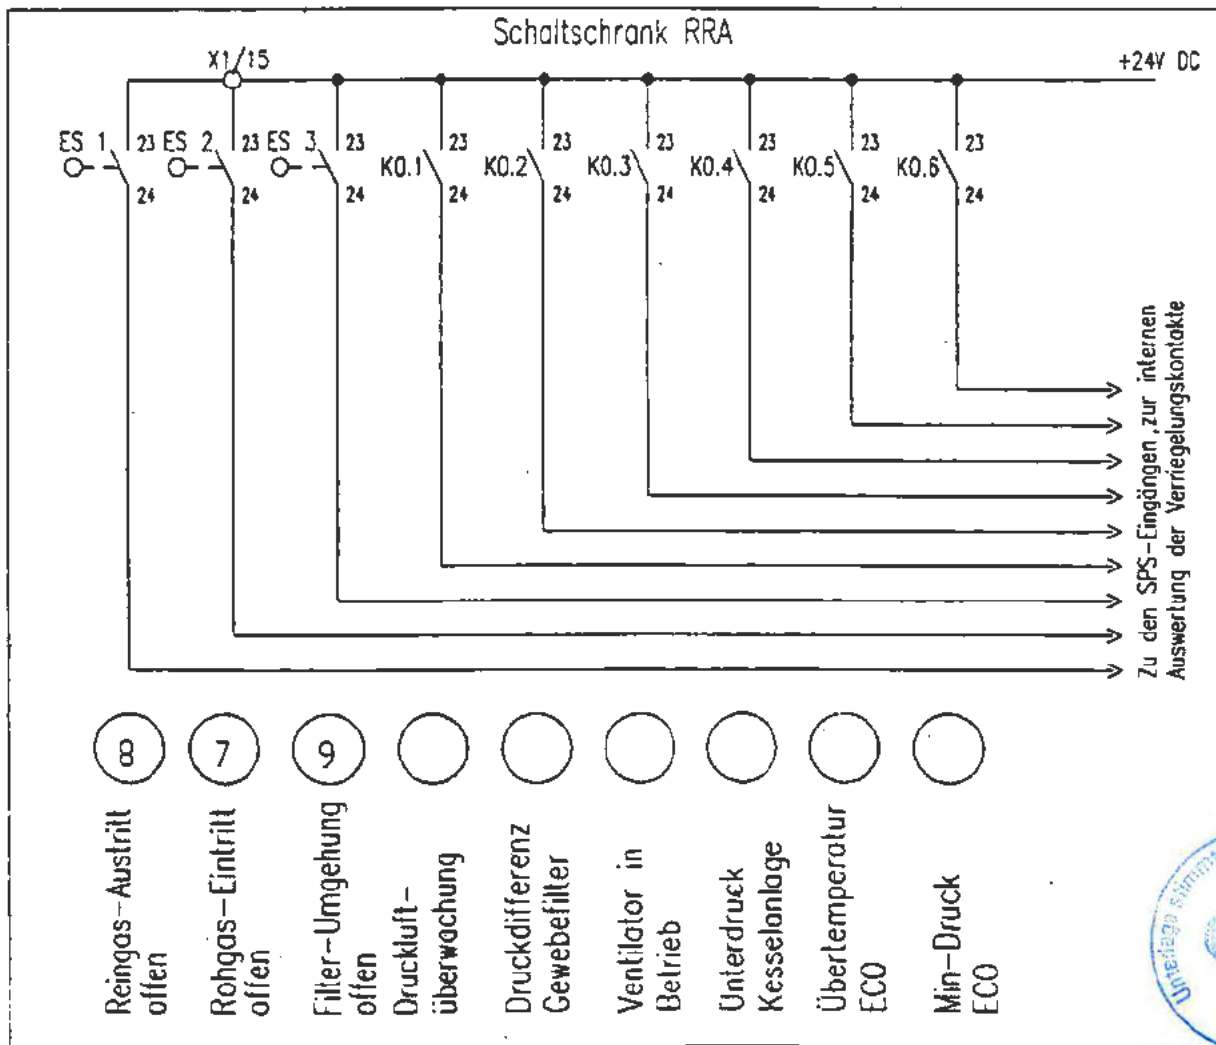 Schaltschrank RRA
X1/15
+24V DC
ES 1
23
ES 2
23
ES 3
23
K0.1
23
K0.2
23
K0.3
23
K0.4
23
K0.5
23
K0.6
23
24
24
24
24
24
24
24
24
24
Zu den SPS-Eingängen,zur internen
Auswertung der Verriegelungskontakte
8
7
9
Reingas-Austritt
offen
Rohgas-Eintritt
offen
Filter-Umgehung
offen
Druckluft-
überwachung
Druckdifferenz
Gewebefilter
Ventilator in
Betrieb
Unterdruck
Kesselanlage
Übertemperatur
ECO
Min-Druck
ECO
Unterlage stimmt